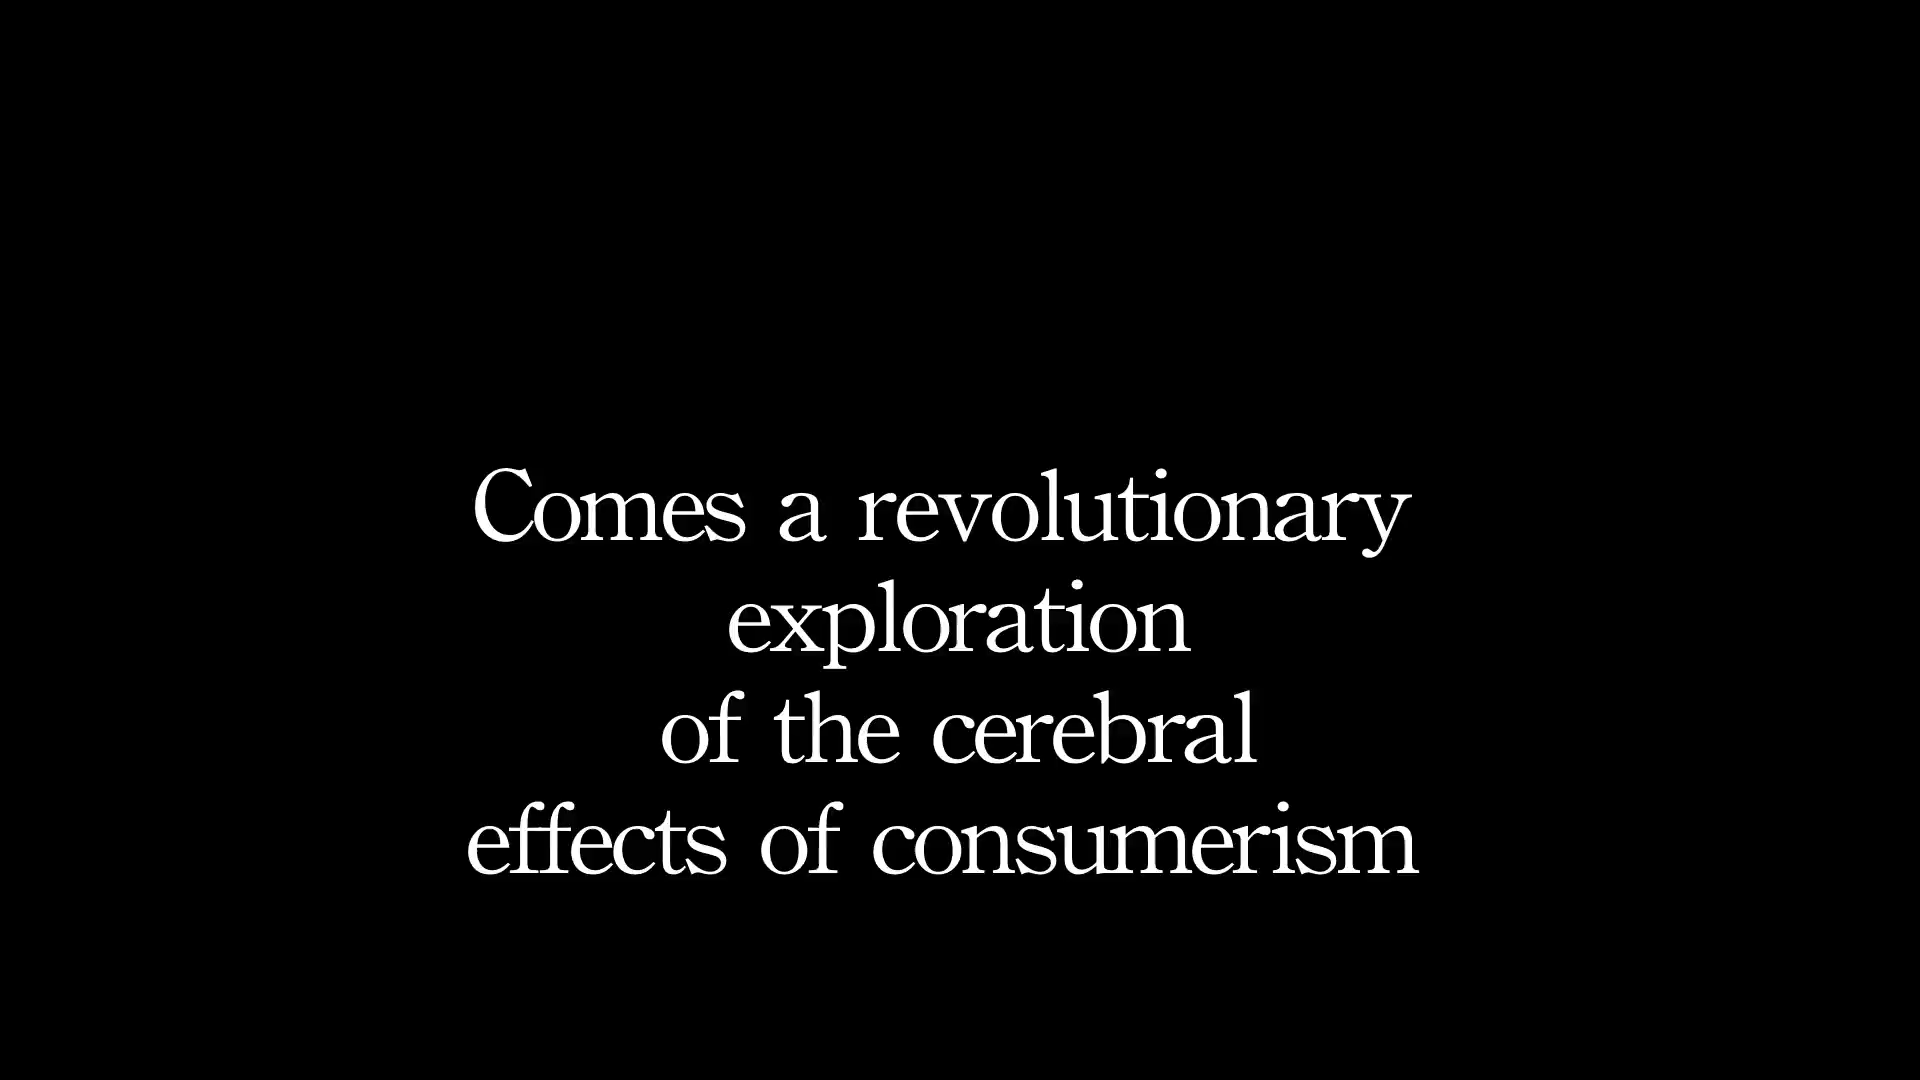 Comes a revolutionary
exploration
of the cerebral
effects of consumerism